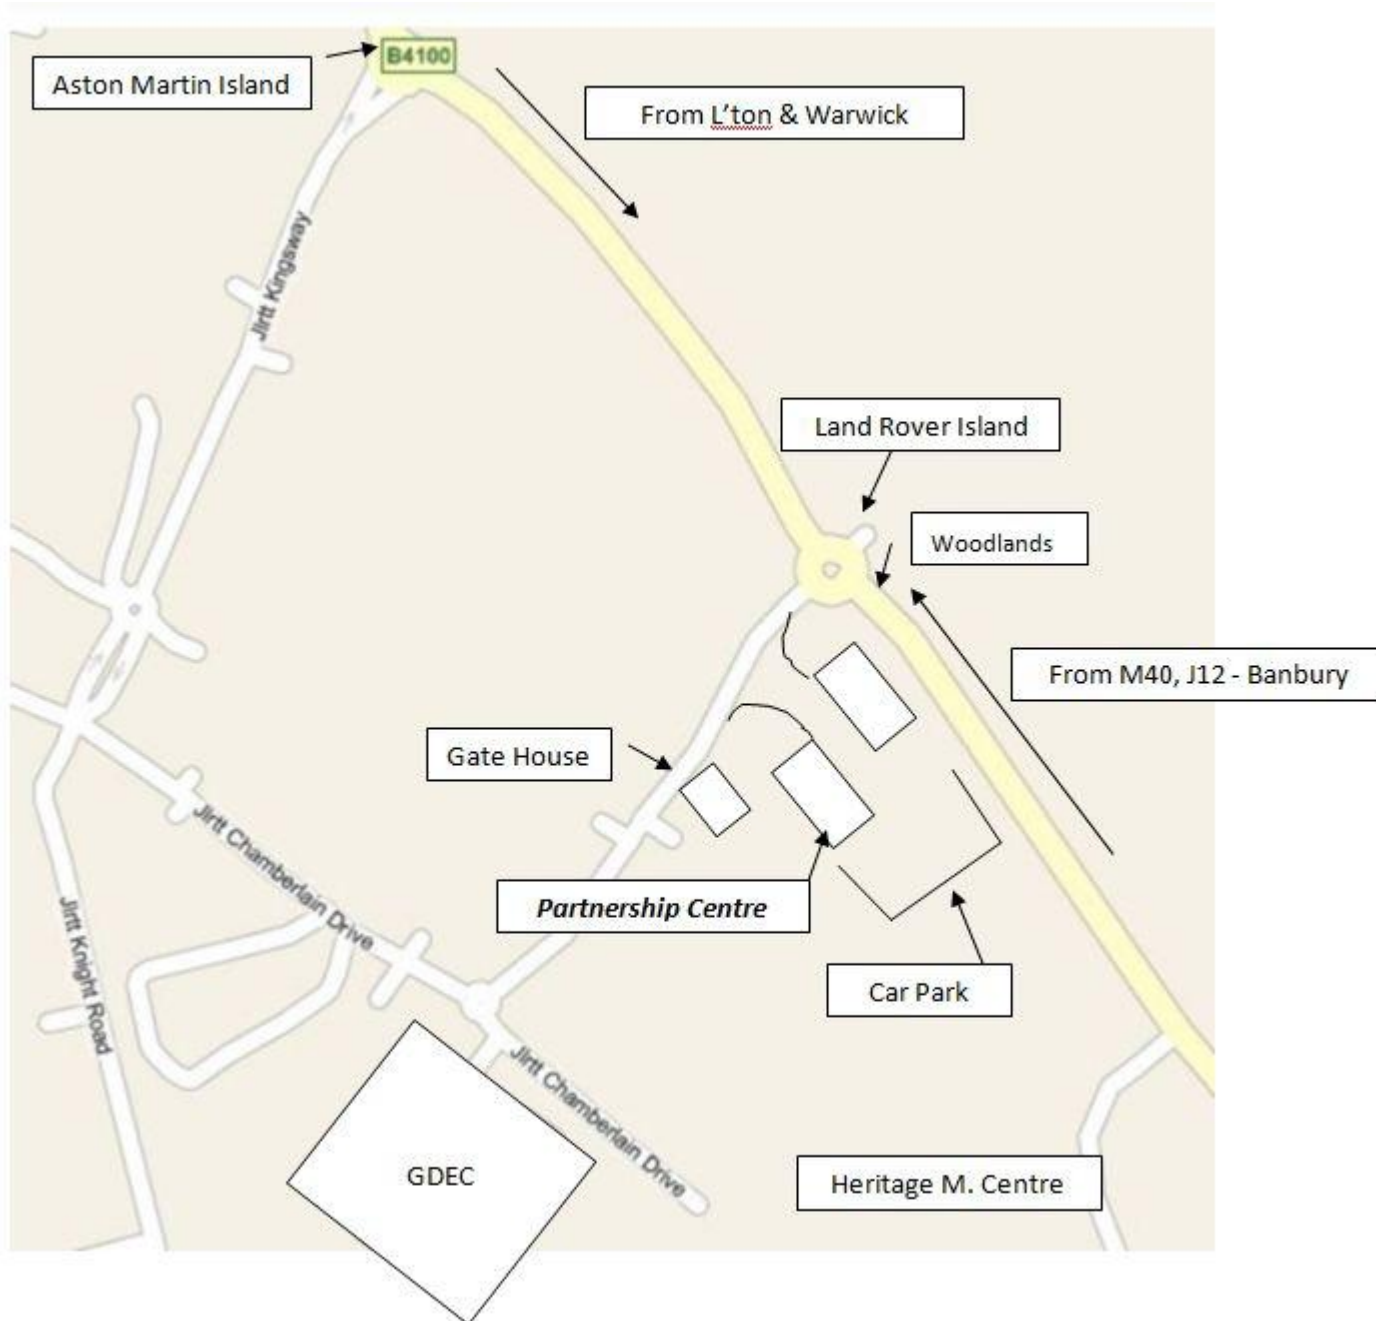 B4100
Aston Martin Island
From L'ton & Warwick
Jlrtt Kingsway
Land Rover Island
Woodlands
From M40, J12 - Banbury
Gate House
Jlrtt Chamberlain Drive
Partnership Centre
Jlrtt Knight Road
Car Park
Jlrtt Chamberlain Drive
GDEC
Heritage M. Centre